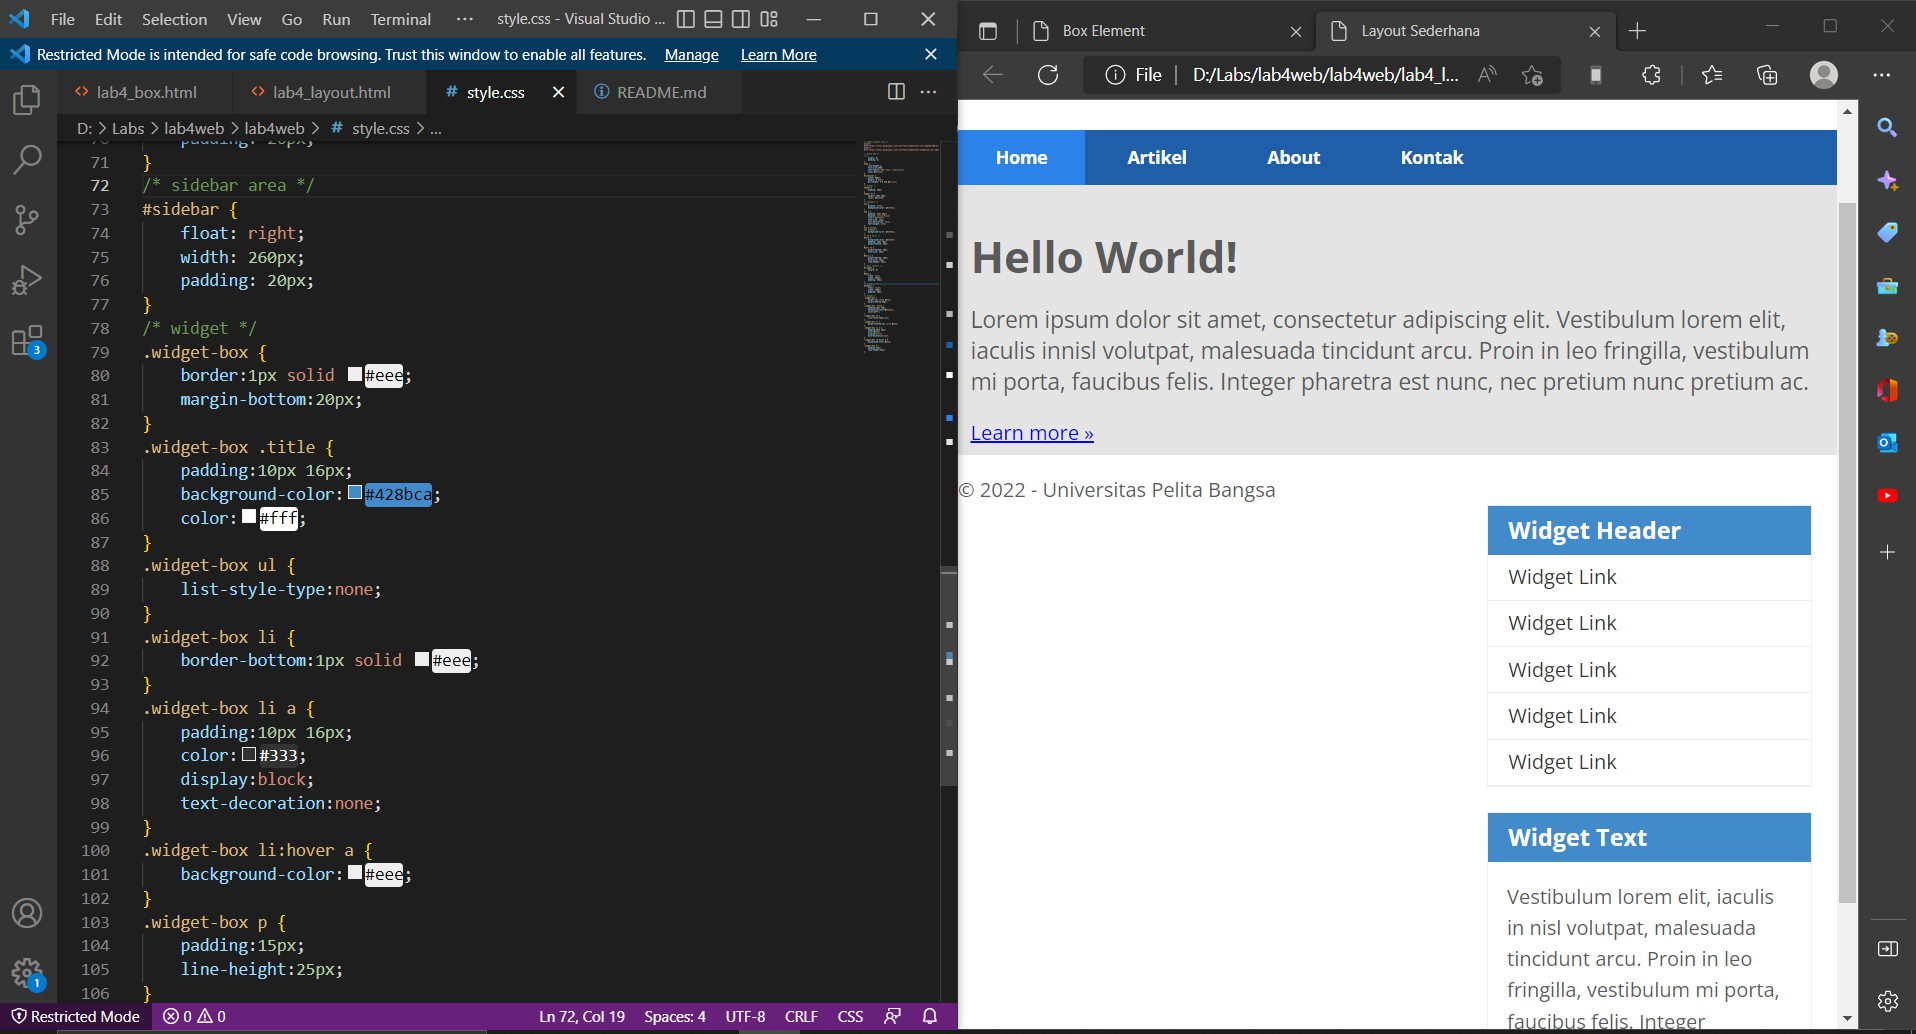 File Edit Selection View Go Run Terminal ··· style.css - Visual Studio ...
Restricted Mode is intended for safe code browsing. Trust this window to enable all features. Manage Learn More
lab4_box.html lab4_layout.html # style.css README.md ···
D: > Labs > lab4web > lab4web > # style.css > ...
70 padding: 20px;
71 }
72 /* sidebar area */
73 #sidebar {
74 float: right;
75 width: 260px;
76 padding: 20px;
77 }
78 /* widget */
79 .widget-box {
80 border:1px solid #eee;
81 margin-bottom:20px;
82 }
83 .widget-box .title {
84 padding:10px 16px;
85 background-color:#428bca;
86 color:#fff;
87 }
88 .widget-box ul {
89 list-style-type:none;
90 }
91 .widget-box li {
92 border-bottom:1px solid #eee;
93 }
94 .widget-box li a {
95 padding:10px 16px;
96 color:#333;
97 display:block;
98 text-decoration:none;
99 }
100 .widget-box li:hover a {
101 background-color:#eee;
102 }
103 .widget-box p {
104 padding:15px;
105 line-height:25px;
106 }
3
1
Restricted Mode 0 0 Ln 72, Col 19 Spaces: 4 UTF-8 CRLF CSS
Box Element Layout Sederhana
File D:/Labs/lab4web/lab4web/lab4_l...
Home Artikel About Kontak
Hello World!
Lorem ipsum dolor sit amet, consectetur adipiscing elit. Vestibulum lorem elit,
iaculis innisl volutpat, malesuada tincidunt arcu. Proin in leo fringilla, vestibulum
mi porta, faucibus felis. Integer pharetra est nunc, nec pretium nunc pretium ac.
Learn more »
© 2022 - Universitas Pelita Bangsa
Widget Header
Widget Link
Widget Link
Widget Link
Widget Link
Widget Link
Widget Text
Vestibulum lorem elit, iaculis
in nisl volutpat, malesuada
tincidunt arcu. Proin in leo
fringilla, vestibulum mi porta,
faucibus felis. Integer